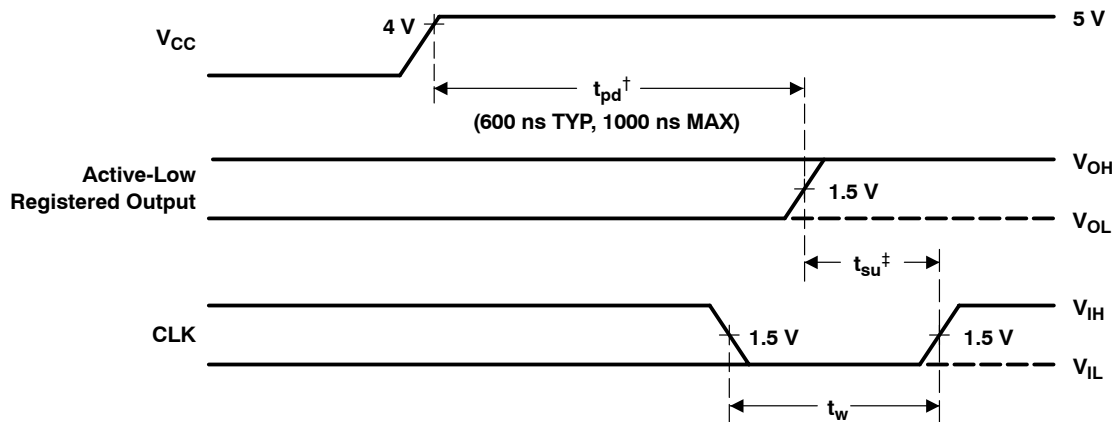 4 V
5 V
VCC
tpd†
(600 ns TYP, 1000 ns MAX)
Active-Low
Registered Output
VOH
1.5 V
VOL
tsu‡
VIH
CLK
1.5 V
1.5 V
VIL
tw